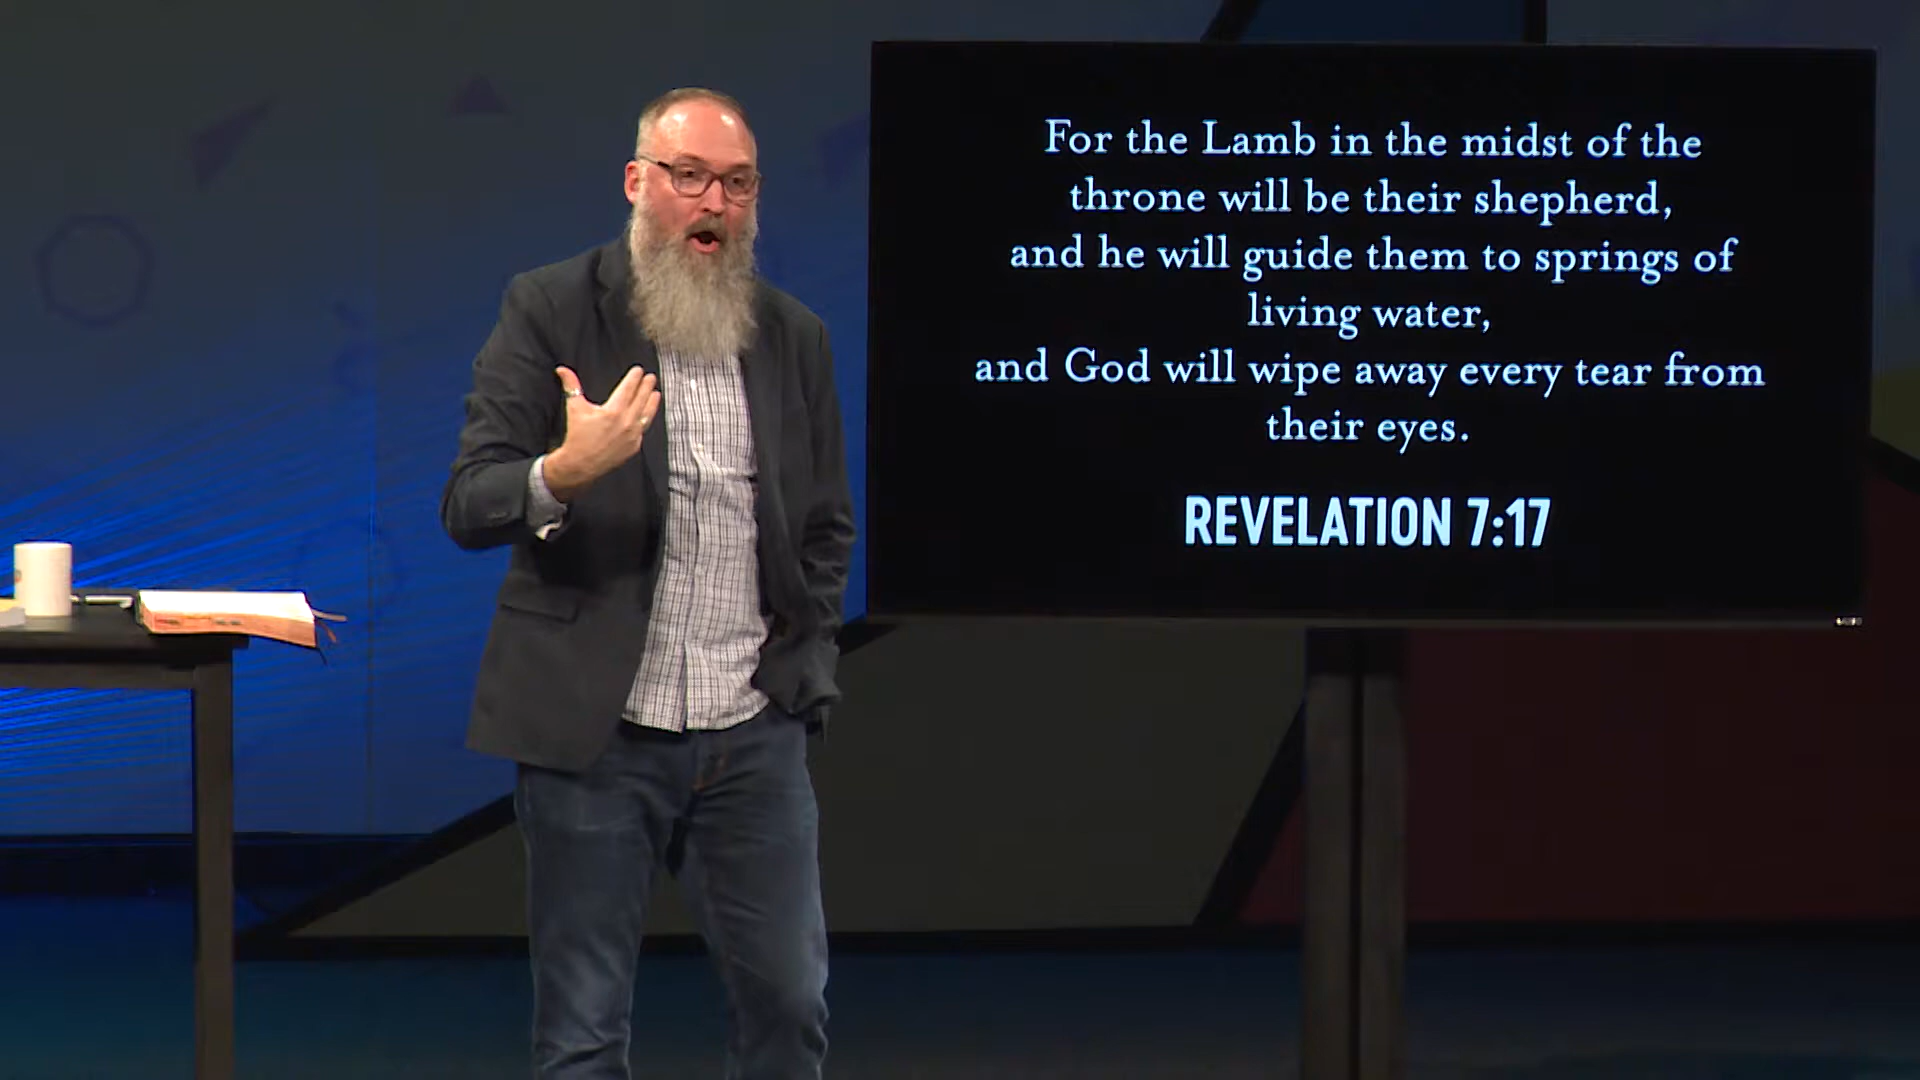 For the Lamb in the midst of the
throne will be their shepherd,
and he will guide them to springs of
living water,
and God will wipe away every tear from
their eyes.
REVELATION 7:17